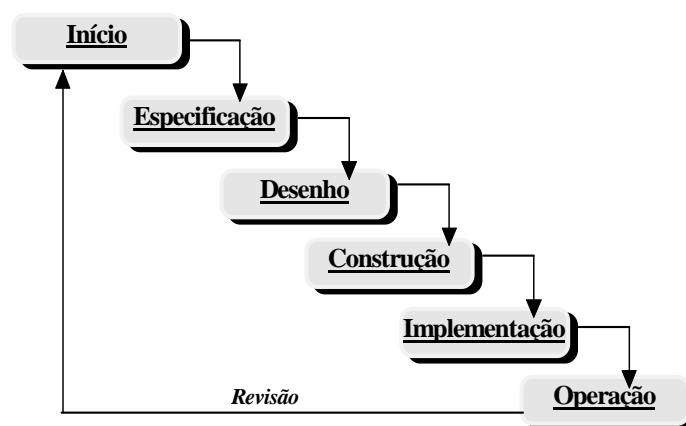 Início
Especificação
Desenho
Construção
Implementação
Operação
Revisão